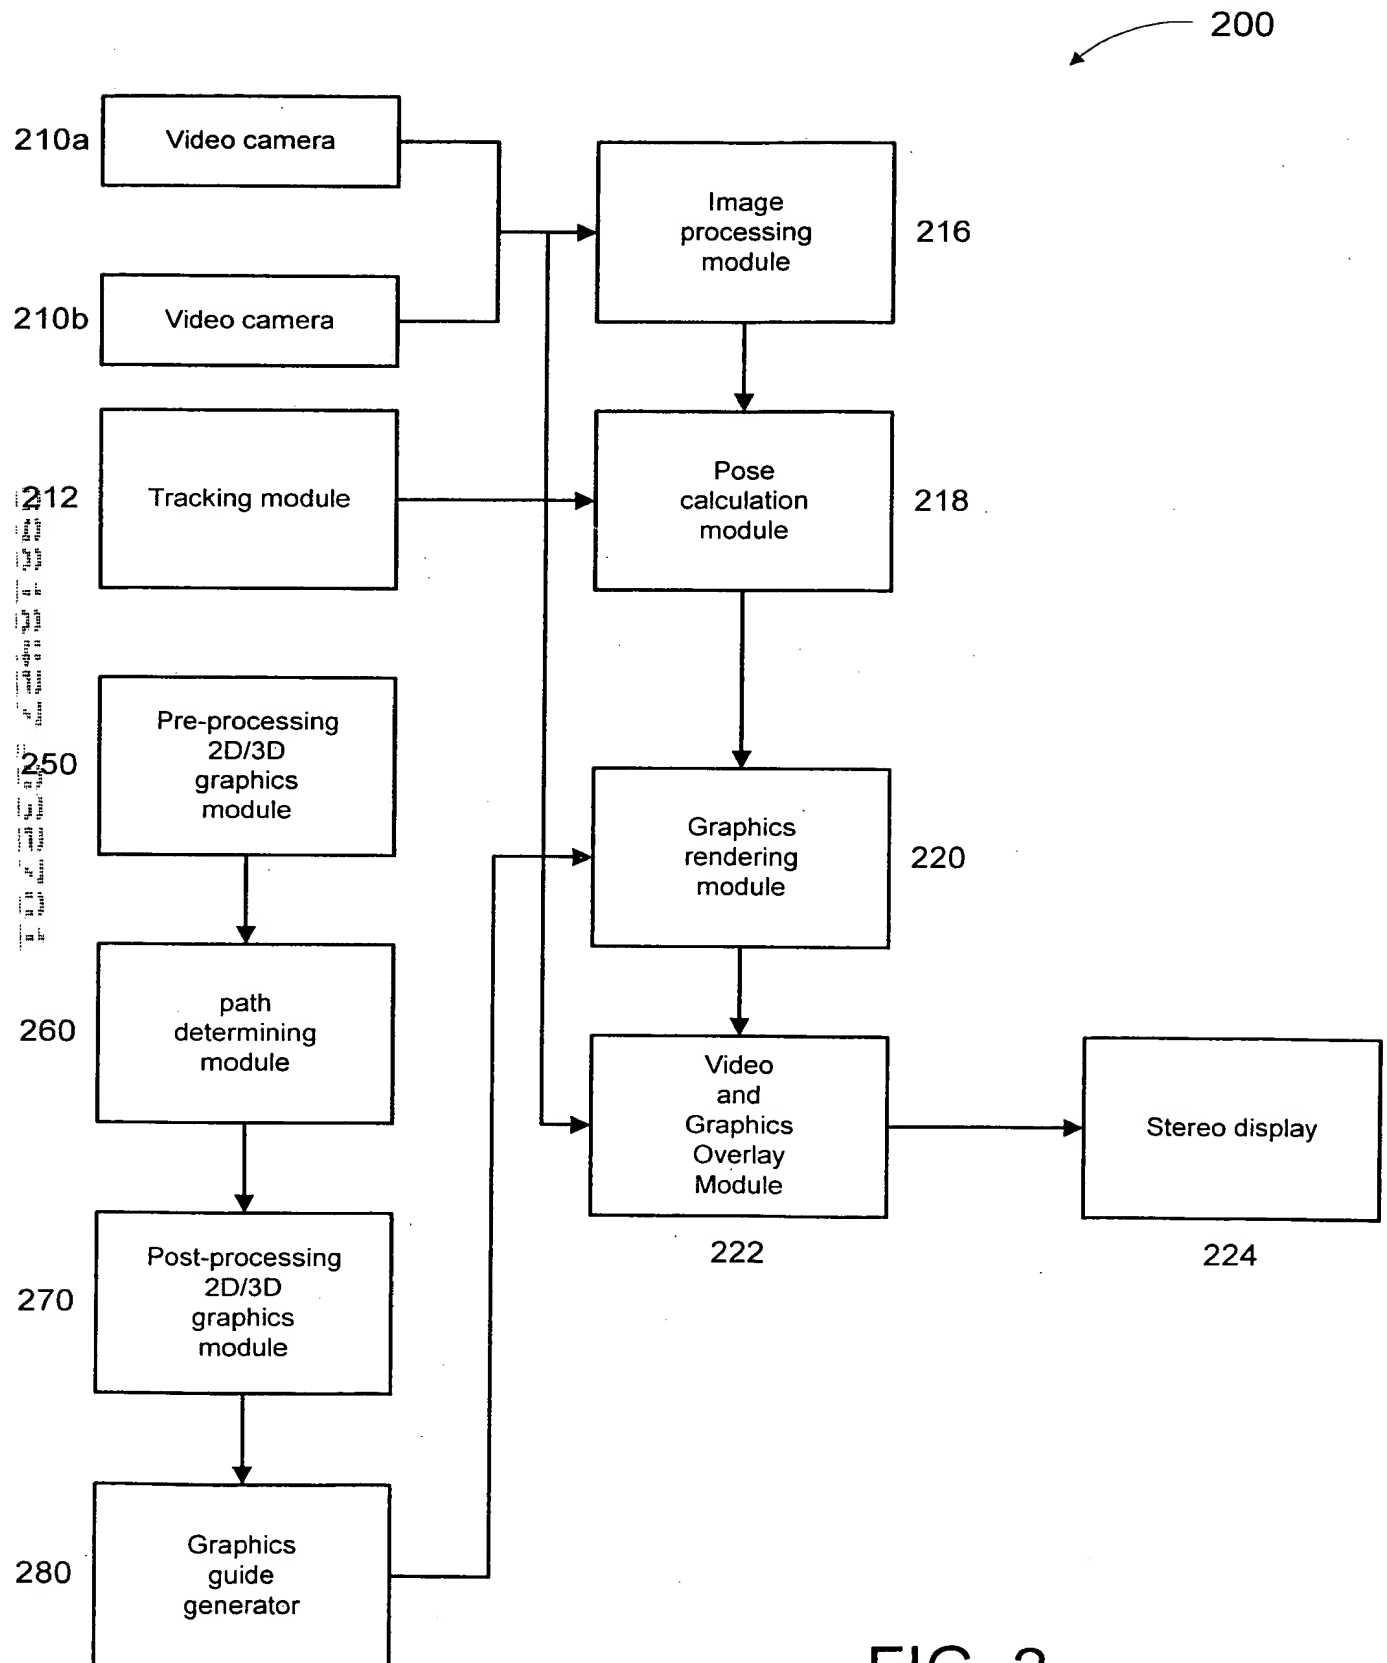 200
210a
Video camera
Image
processing
module
216
210b
Video camera
212
Tracking module
Pose
calculation
module
218
250
Pre-processing
2D/3D
graphics
module
Graphics
rendering
module
220
260
path
determining
module
Video
and
Graphics
Overlay
Module
Stereo display
222
224
270
Post-processing
2D/3D
graphics
module
280
Graphics
guide
generator
FIG. 2